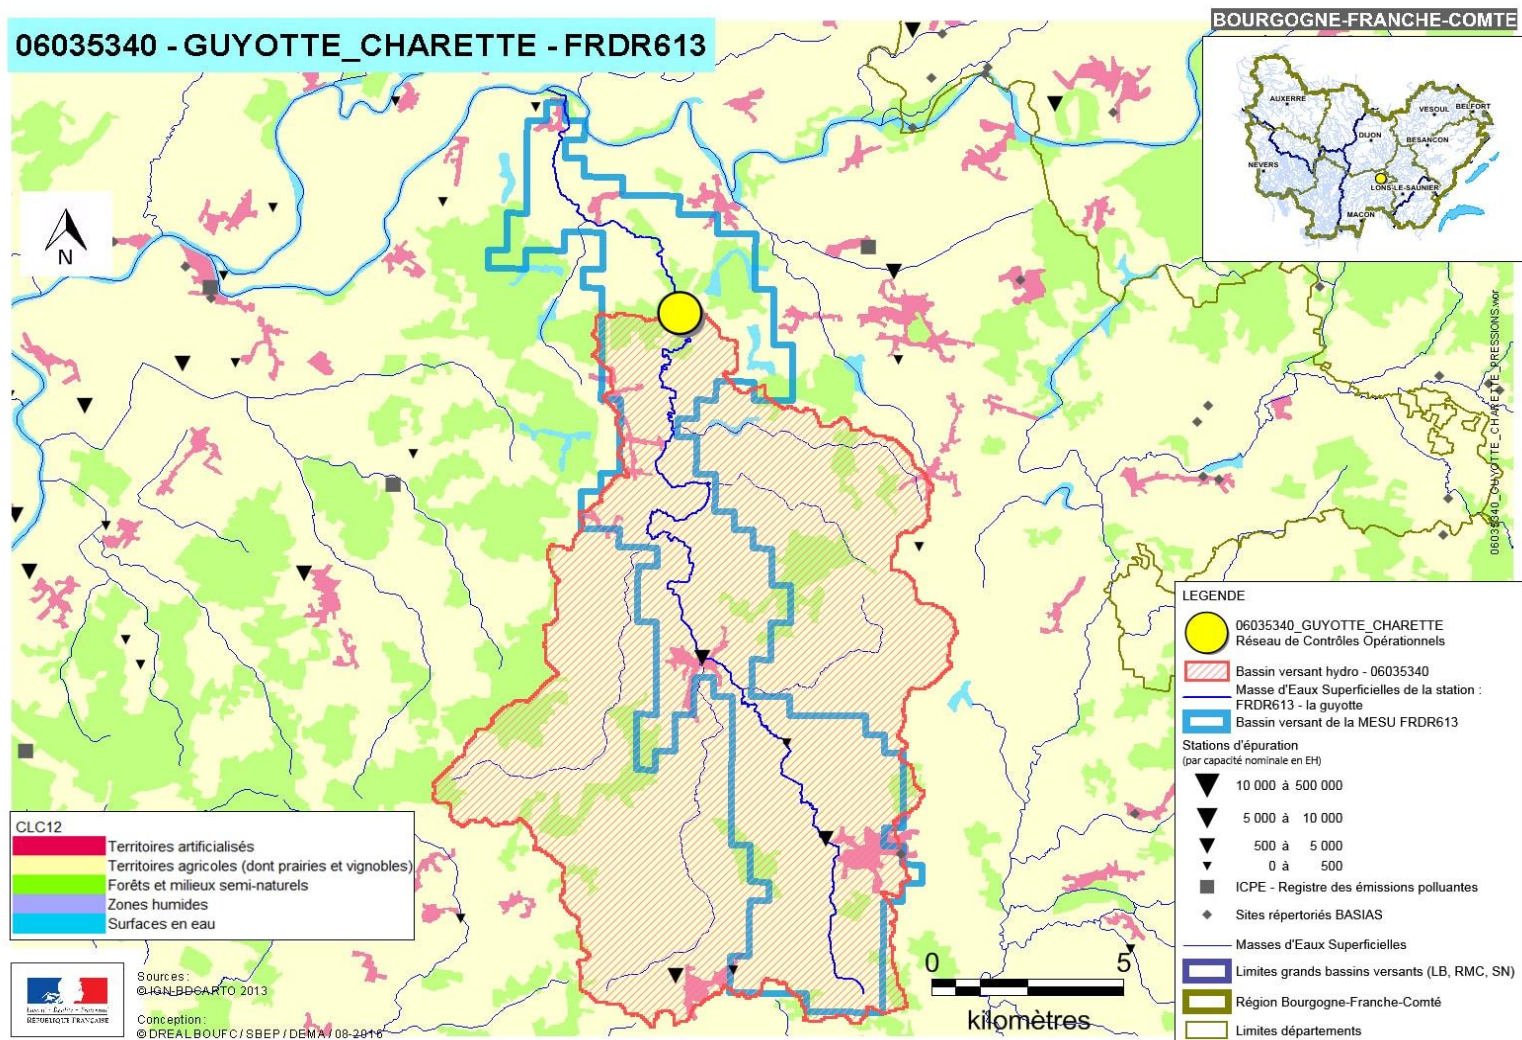 BOURGOGNE-FRANCHE-COMTE
06035340 - GUYOTTE_CHARETTE - FRDR613
AUXERRE
VESOUL
BELFORT
DIJON
BESANCON
NEVERS
LONS-LE-SAUNIER
MACON
N
06035340_GUYOTTE_CHARETTE_PRESSIONS.wor
LEGENDE
06035340_GUYOTTE_CHARETTE
Réseau de Contrôles Opérationnels
Bassin versant hydro - 06035340
Masse d'Eaux Superficielles de la station :
FRDR613 - la guyotte
Bassin versant de la MESU FRDR613
Stations d'épuration
(par capacité nominale en EH)
10 000 à 500 000
5 000 à 10 000
500 à 5 000
0 à 500
ICPE - Registre des émissions polluantes
Sites répertoriés BASIAS
Masses d'Eaux Superficielles
Limites grands bassins versants (LB, RMC, SN)
Région Bourgogne-Franche-Comté
Limites départements
CLC12
Territoires artificialisés
Territoires agricoles (dont prairies et vignobles)
Forêts et milieux semi-naturels
Zones humides
Surfaces en eau
0 5
kilomètres
Liberté • Égalité • Fraternité
RÉPUBLIQUE FRANÇAISE
Sources :
© IGN-BDCARTO 2013
Conception :
© DREAL BOUFC / SBEP / DEMA / 08-2016